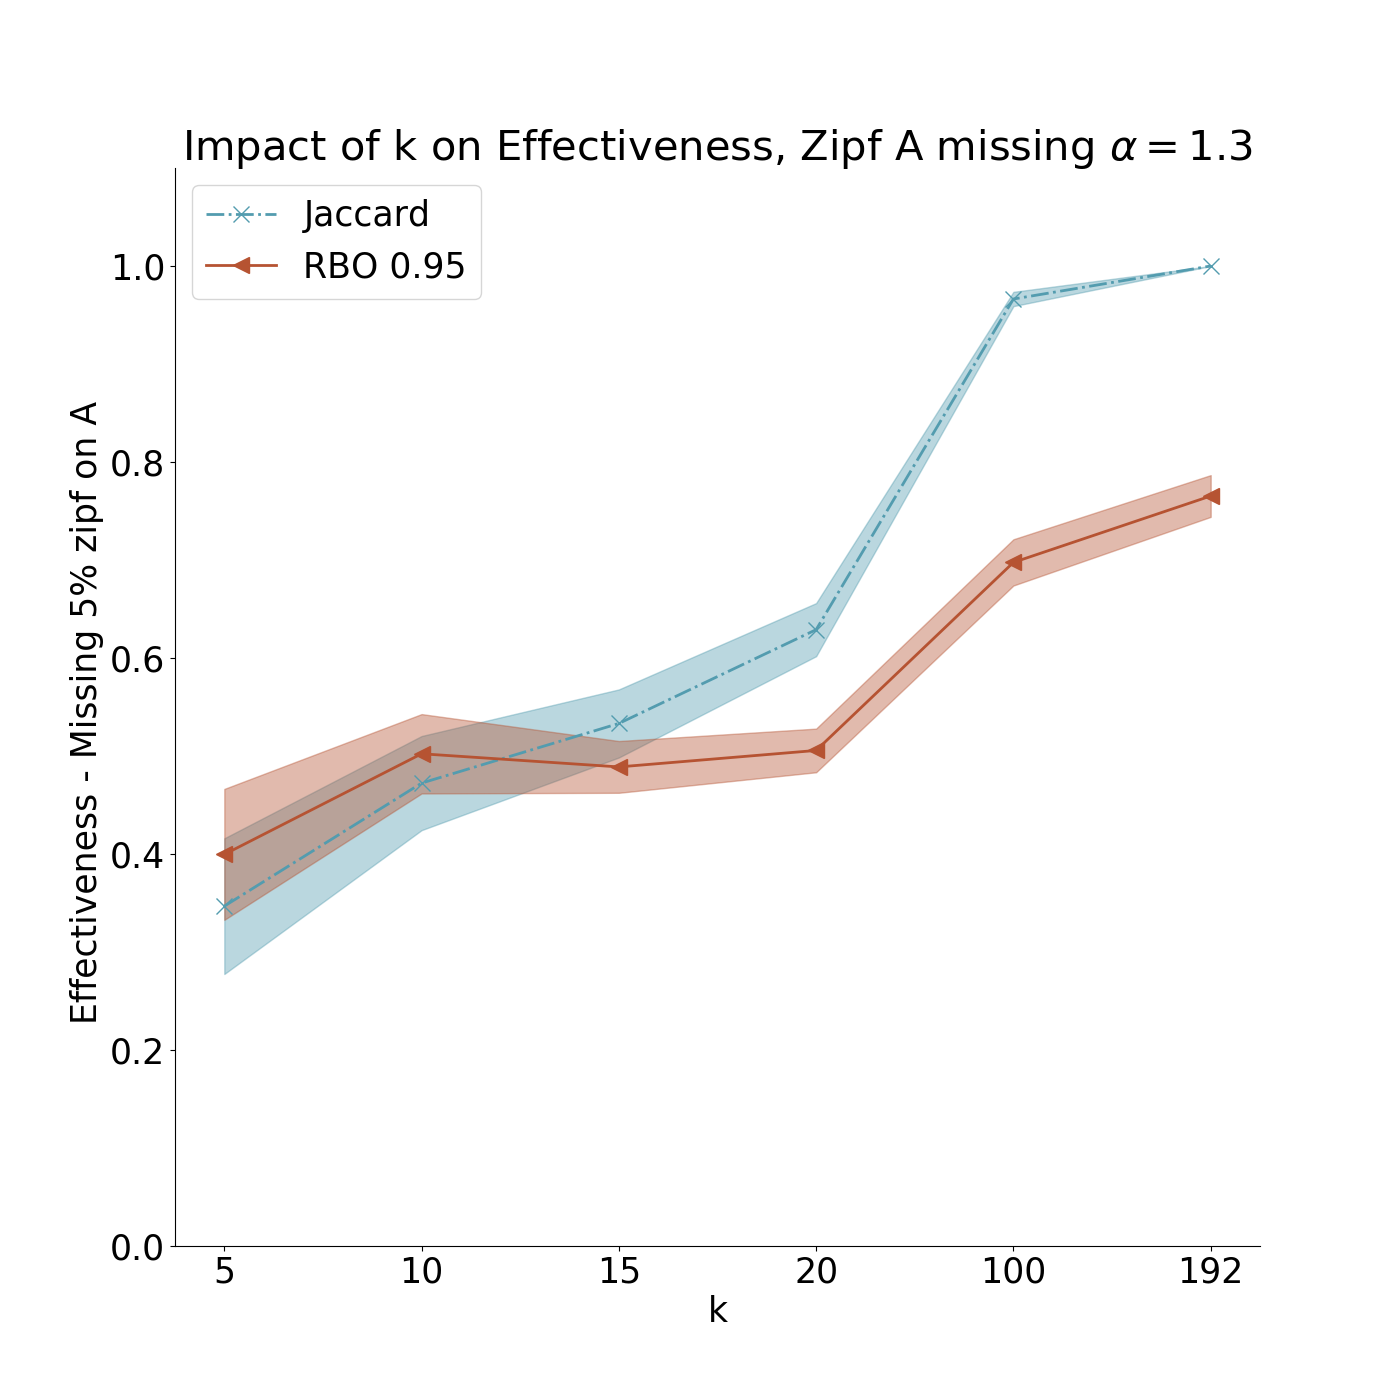 Impact of k on Effectiveness, Zipf A missing α = 1.3
Jaccard
RBO 0.95
Effectiveness - Missing 5% zipf on A
1.0
0.8
0.6
0.4
0.2
0.0
5 10 15 20 100 192
k